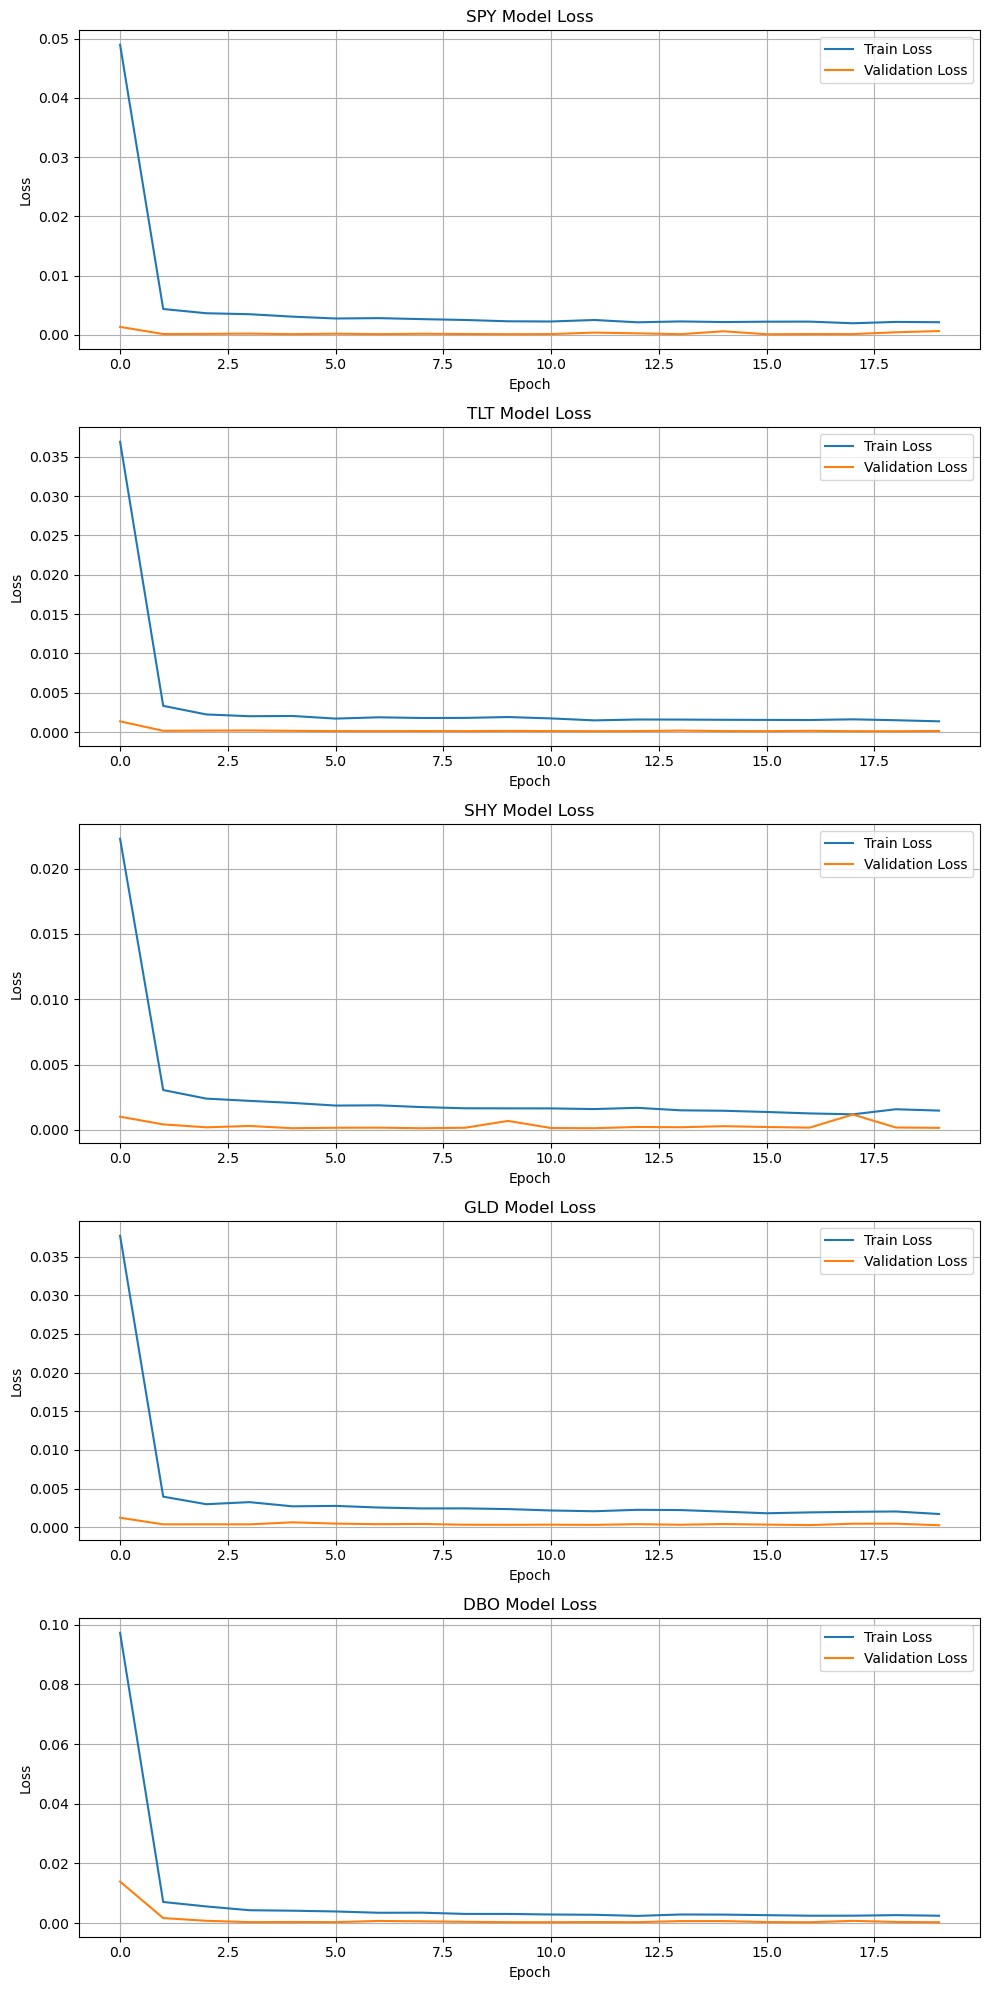 SPY Model Loss
Train Loss
Validation Loss
0.05
0.04
0.03
0.02
0.01
0.00
Loss
0.0 2.5 5.0 7.5 10.0 12.5 15.0 17.5
Epoch
TLT Model Loss
Train Loss
Validation Loss
0.035
0.030
0.025
0.020
0.015
0.010
0.005
0.000
Loss
0.0 2.5 5.0 7.5 10.0 12.5 15.0 17.5
Epoch
SHY Model Loss
Train Loss
Validation Loss
0.020
0.015
0.010
0.005
0.000
Loss
0.0 2.5 5.0 7.5 10.0 12.5 15.0 17.5
Epoch
GLD Model Loss
Train Loss
Validation Loss
0.035
0.030
0.025
0.020
0.015
0.010
0.005
0.000
Loss
0.0 2.5 5.0 7.5 10.0 12.5 15.0 17.5
Epoch
DBO Model Loss
Train Loss
Validation Loss
0.10
0.08
0.06
0.04
0.02
0.00
Loss
0.0 2.5 5.0 7.5 10.0 12.5 15.0 17.5
Epoch